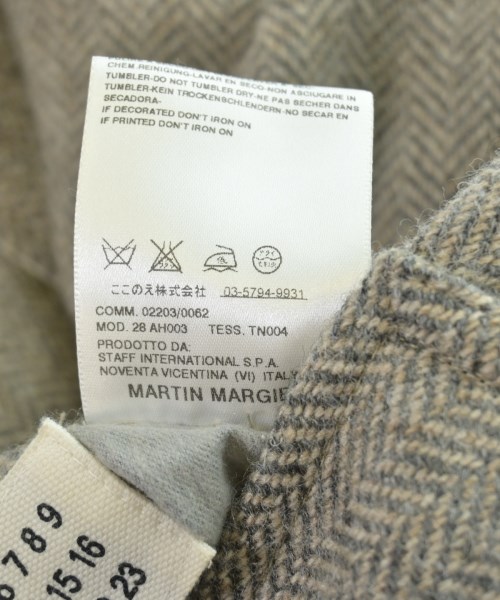 CHEM.REINIGUNG-LAVAR EN SECO-NON ASCIUGARE IN
TUMBLER-DO NOT TUMBLER DRY-NE PAS SECHER DANS
TUMBLER-KEIN TROCKENSCHLENDERN-NO SECAR EN
SECADORA-
IF DECORATED DON'T IRON ON
IF PRINTED DON'T IRON ON
ここのえ株式会社 03-5794-9931
COMM. 02203/0062
MOD. 28 AH003 TESS. TN004
PRODOTTO DA:
STAFF INTERNATIONAL S.P.A.
NOVENTA VICENTINA (VI) ITALY
MARTIN MARGIE
7 8 9
15 16
23